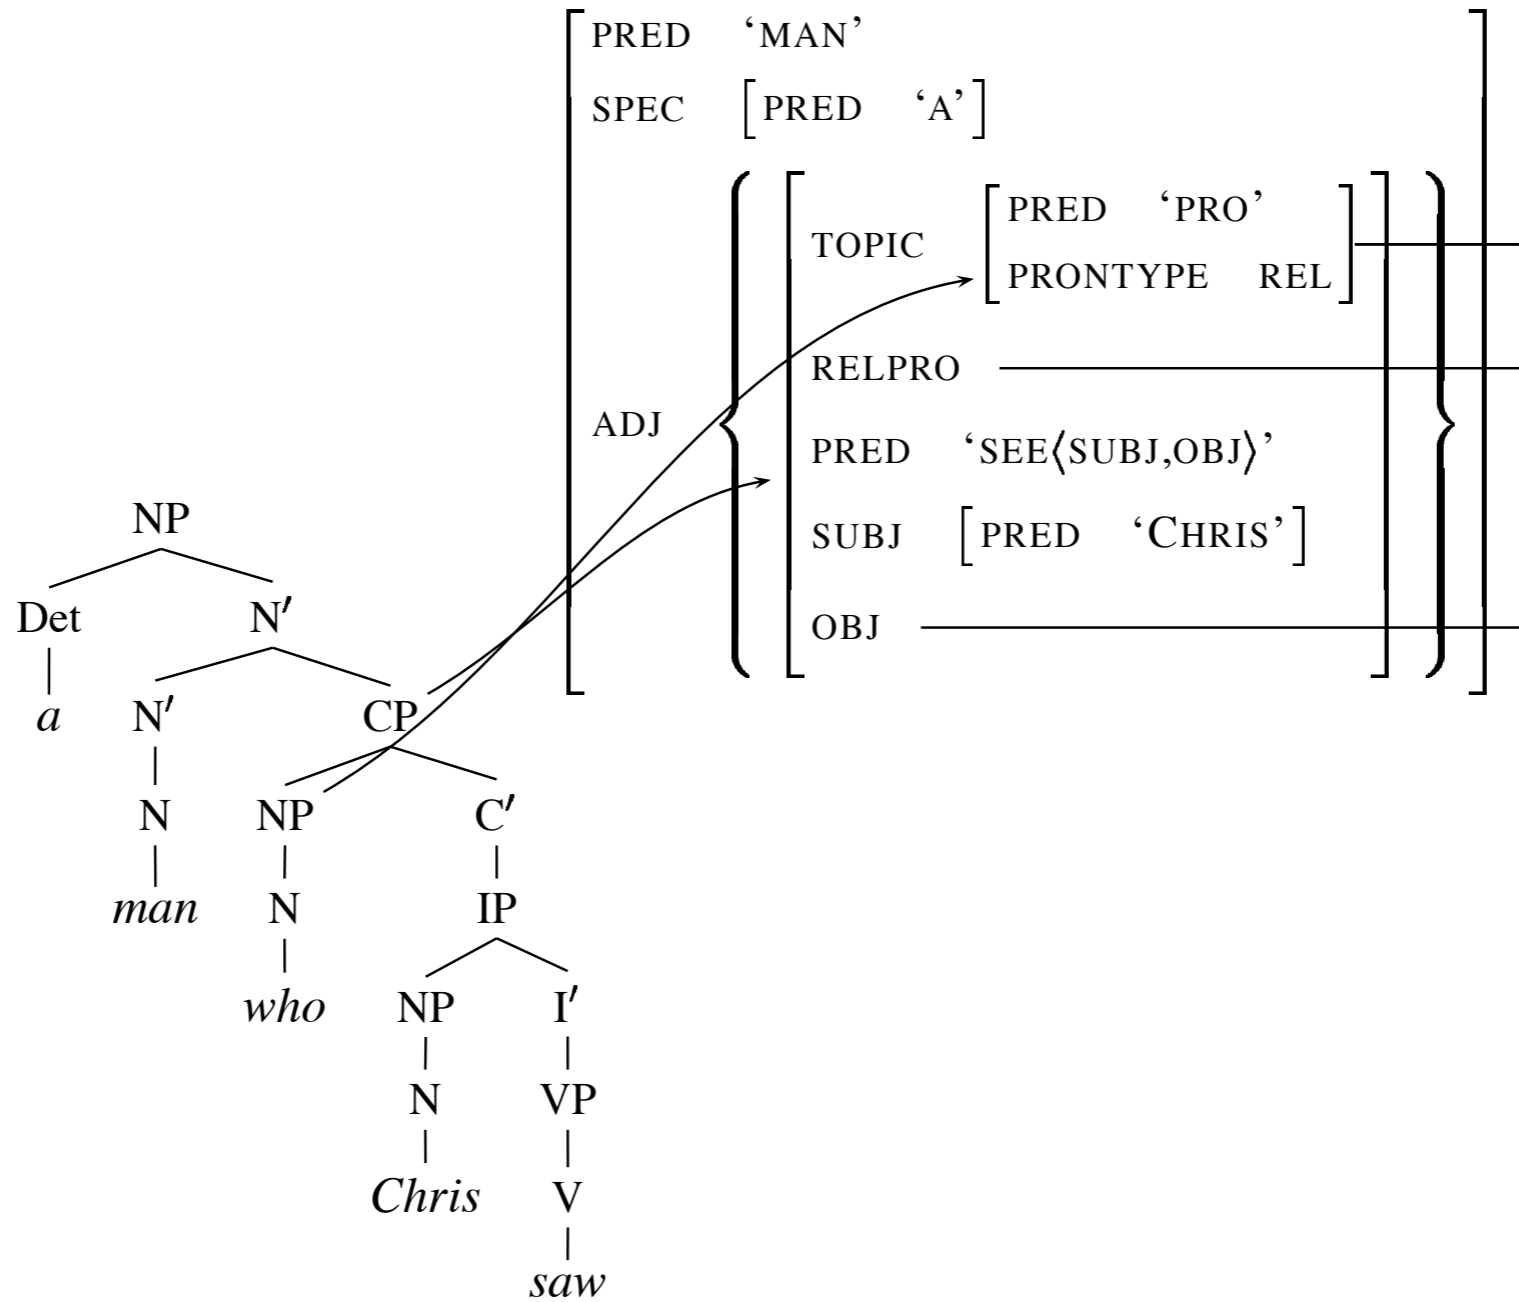 PRED ‘MAN’
SPEC [PRED ‘A’]
PRED ‘PRO’
TOPIC
PRONTYPE REL
RELPRO
ADJ
PRED ‘SEE⟨SUBJ,OBJ⟩’
SUBJ [PRED ‘CHRIS’]
OBJ
NP
Det N′
a N′ CP
N NP C′
man N IP
who NP I′
N VP
Chris V
saw